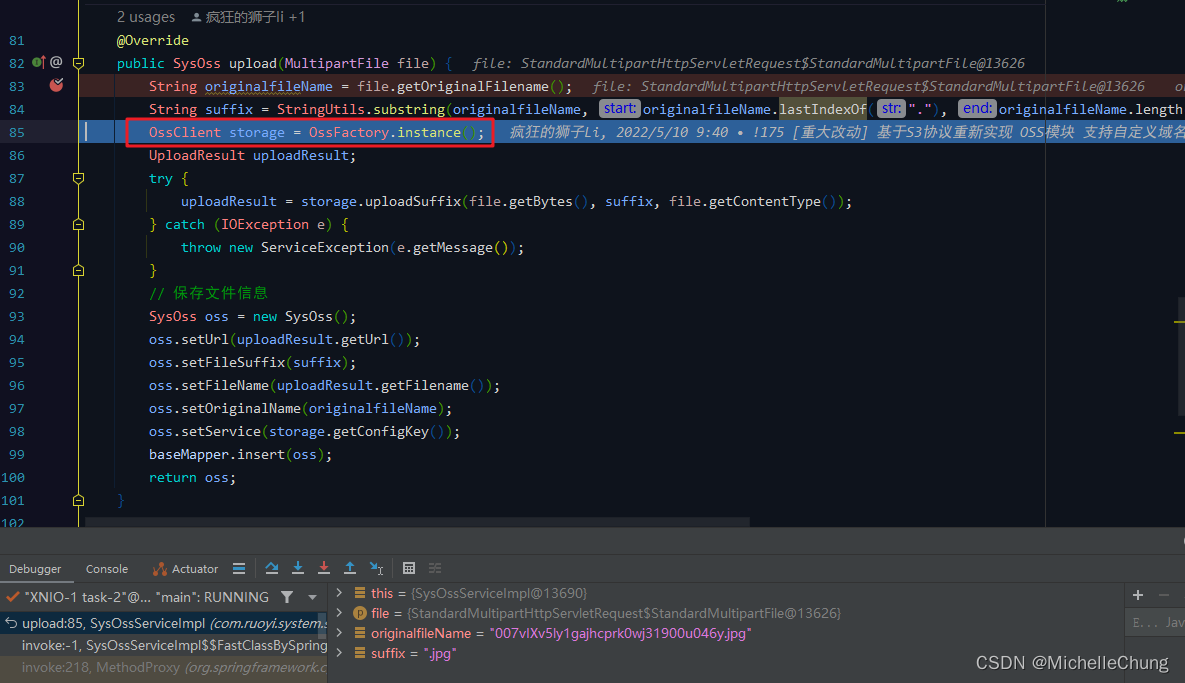 2 usages 疯狂的狮子li +1
81 @Override
82 @ public SysOss upload(MultipartFile file) { file: StandardMultipartHttpServletRequest$StandardMultipartFile@13626
83 String originalfileName = file.getOriginalFilename(); file: StandardMultipartHttpServletRequest$StandardMultipartFile@13626
84 String suffix = StringUtils.substring(originalfileName, start: originalfileName.lastIndexOf( str: "."), end: originalfileName.length
85 OssClient storage = OssFactory.instance(); 疯狂的狮子Li, 2022/5/10 9:40 • !175 [重大改动] 基于S3协议重新实现 OSS模块 支持自定义域名
86 UploadResult uploadResult;
87 try {
88 uploadResult = storage.uploadSuffix(file.getBytes(), suffix, file.getContentType());
89 } catch (IOException e) {
90 throw new ServiceException(e.getMessage());
91 }
92 // 保存文件信息
93 SysOss oss = new SysOss();
94 oss.setUrl(uploadResult.getUrl());
95 oss.setFileSuffix(suffix);
96 oss.setFileName(uploadResult.getFilename());
97 oss.setOriginalName(originalfileName);
98 oss.setService(storage.getConfigKey());
99 baseMapper.insert(oss);
100 return oss;
101 }
102
Debugger Console Actuator
"XNIO-1 task-2"@... "main": RUNNING
upload:85, SysOssServiceImpl (com.ruoyi.system.s
invoke:-1, SysOssServiceImpl$$FastClassBySpring
invoke:218, MethodProxy (org.springframework.c
this = {SysOssServiceImpl@13690}
file = {StandardMultipartHttpServletRequest$StandardMultipartFile@13626}
originalfileName = "007vlXv5ly1gajhcprk0wj31900u046y.jpg"
suffix = ".jpg"
E... Jav
CSDN @MichelleChung